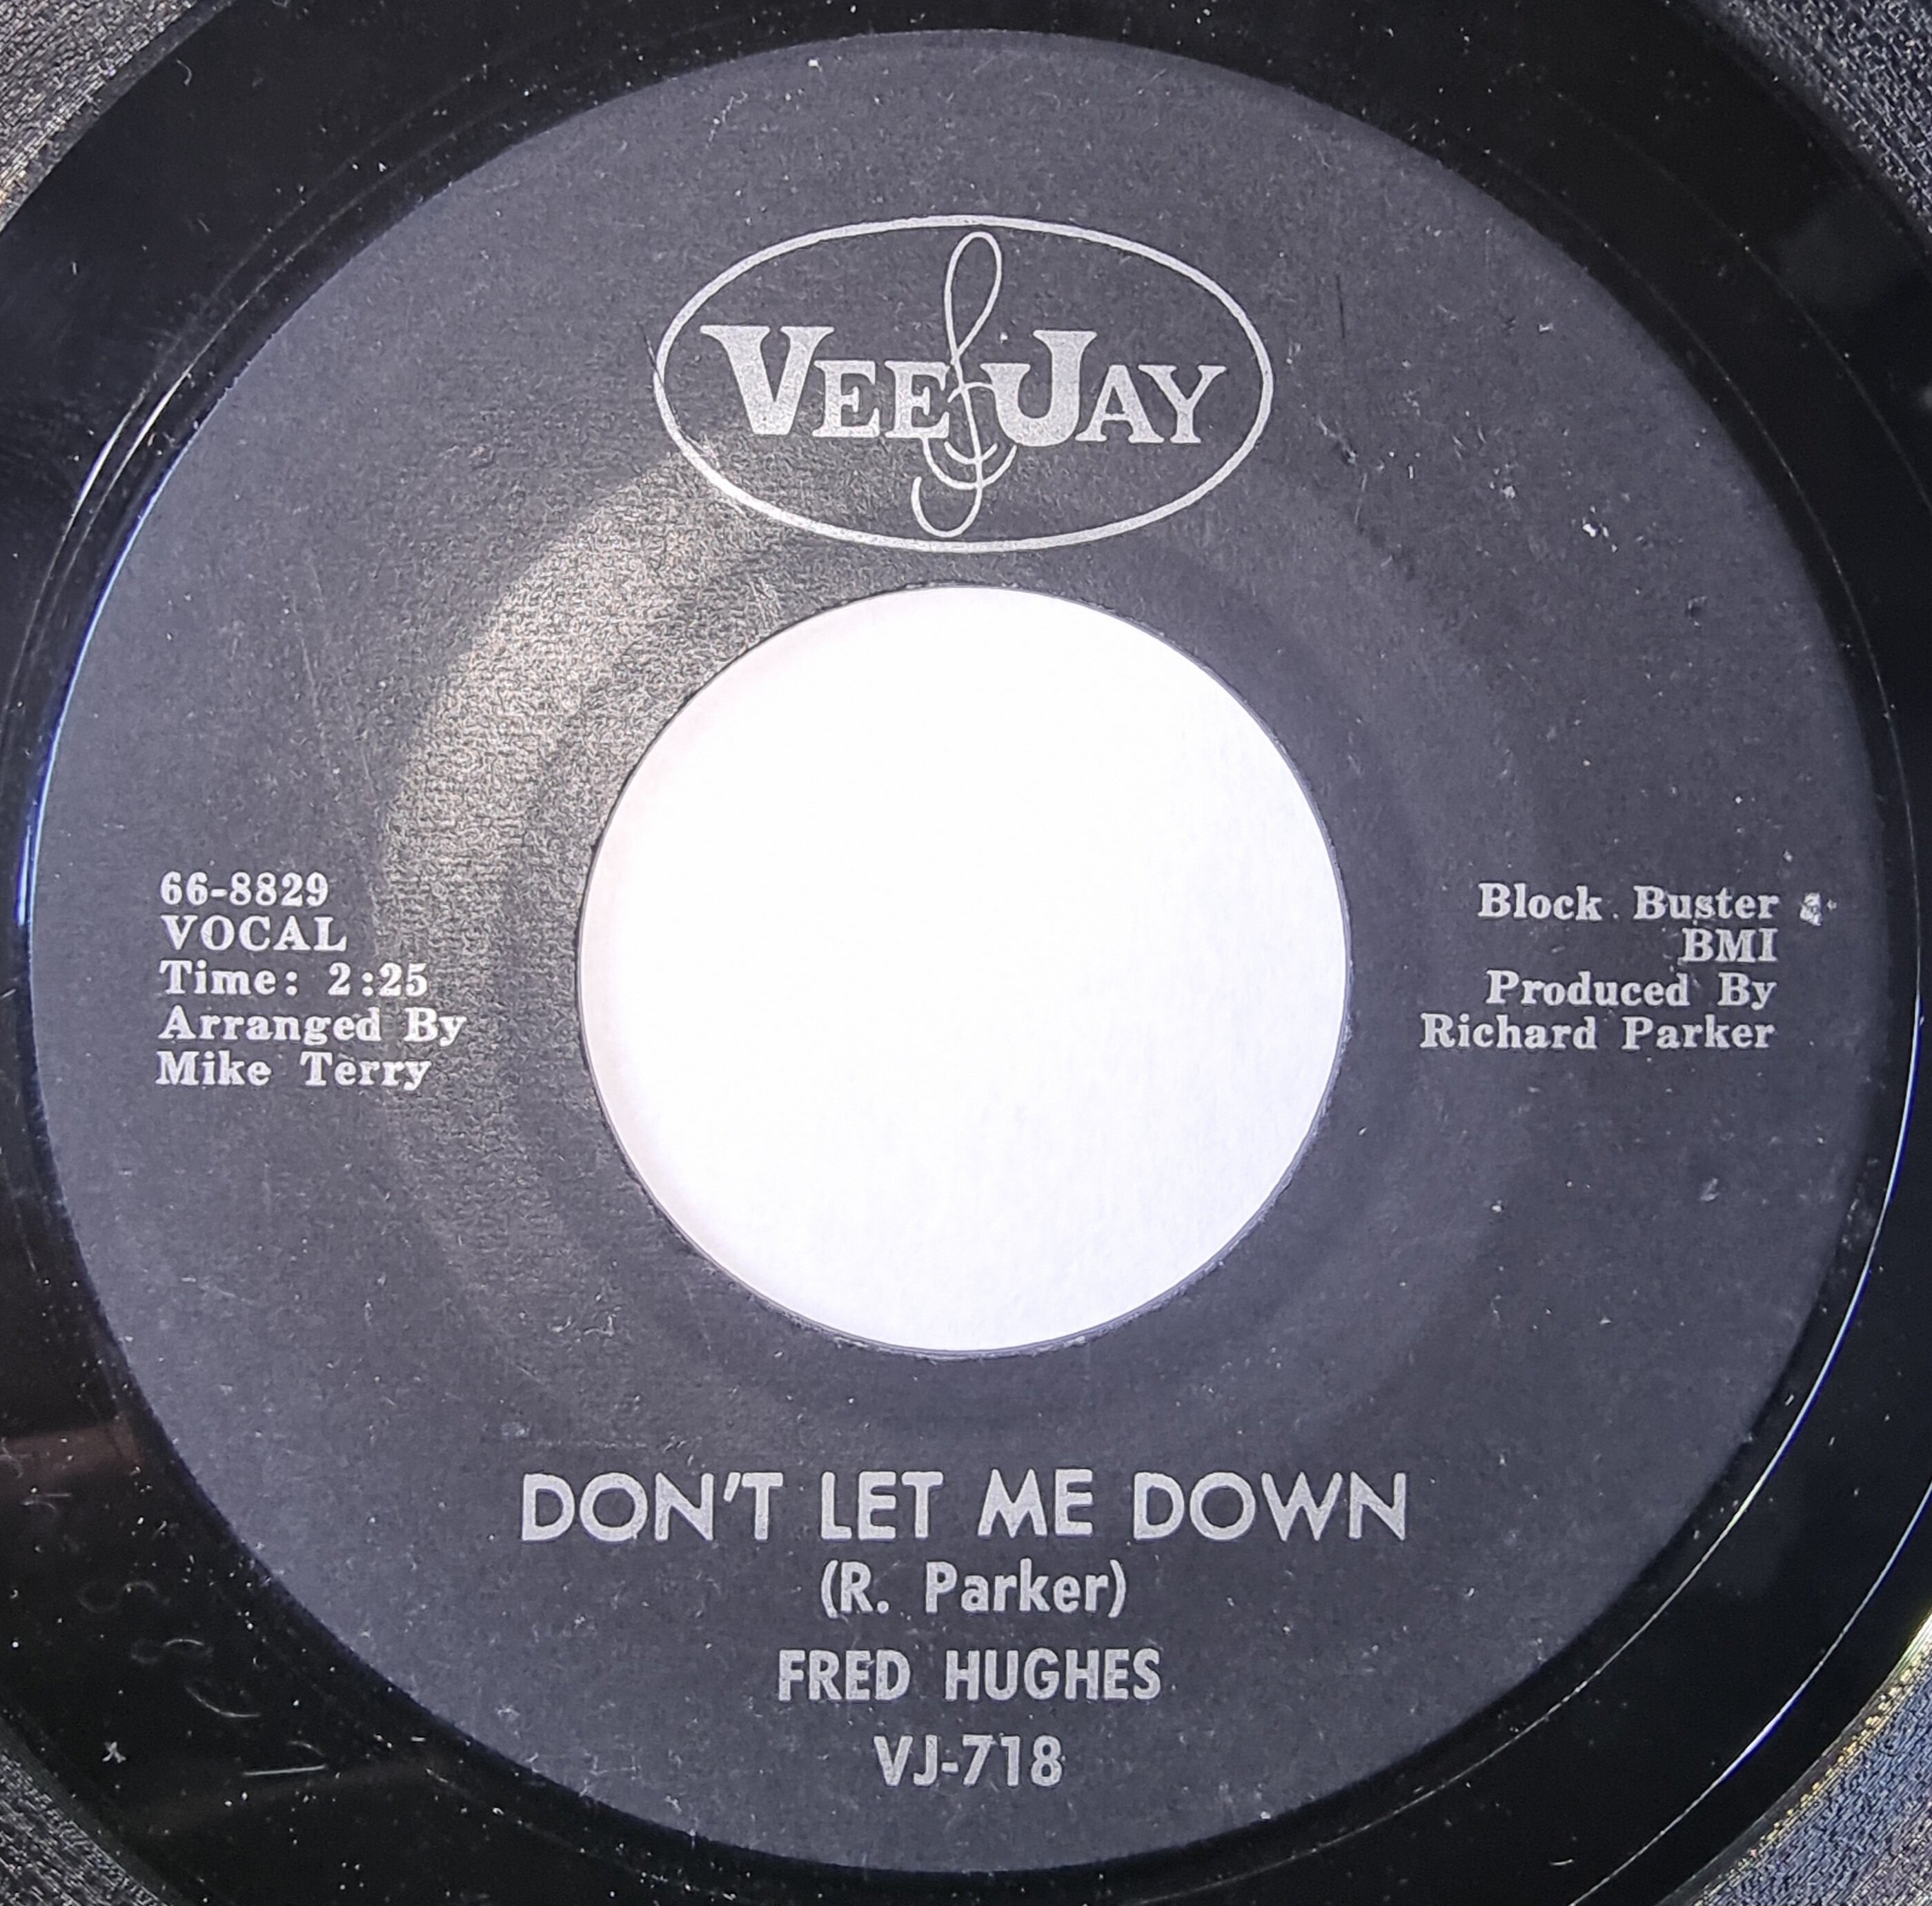 VEE JAY
66-8829
VOCAL
Time: 2:25
Arranged By
Mike Terry
Block Buster
BMI
Produced By
Richard Parker
DON'T LET ME DOWN
(R. Parker)
FRED HUGHES
VJ-718